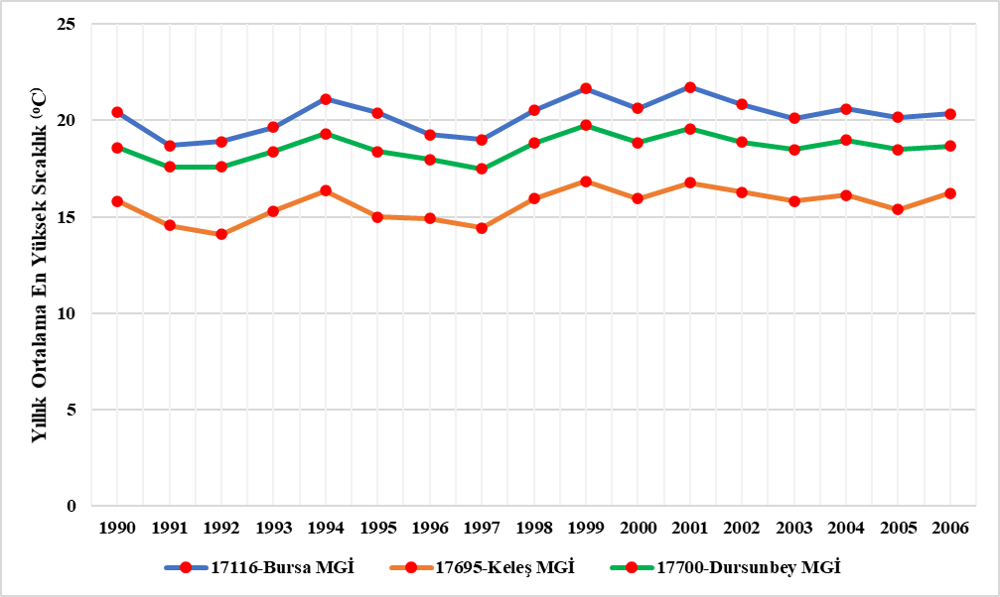 Yıllık Ortalama En Yüksek Sıcaklık (⁰C)
25
20
15
10
5
0
1990 1991 1992 1993 1994 1995 1996 1997 1998 1999 2000 2001 2002 2003 2004 2005 2006
17116-Bursa MGİ 17695-Keleş MGİ 17700-Dursunbey MGİ